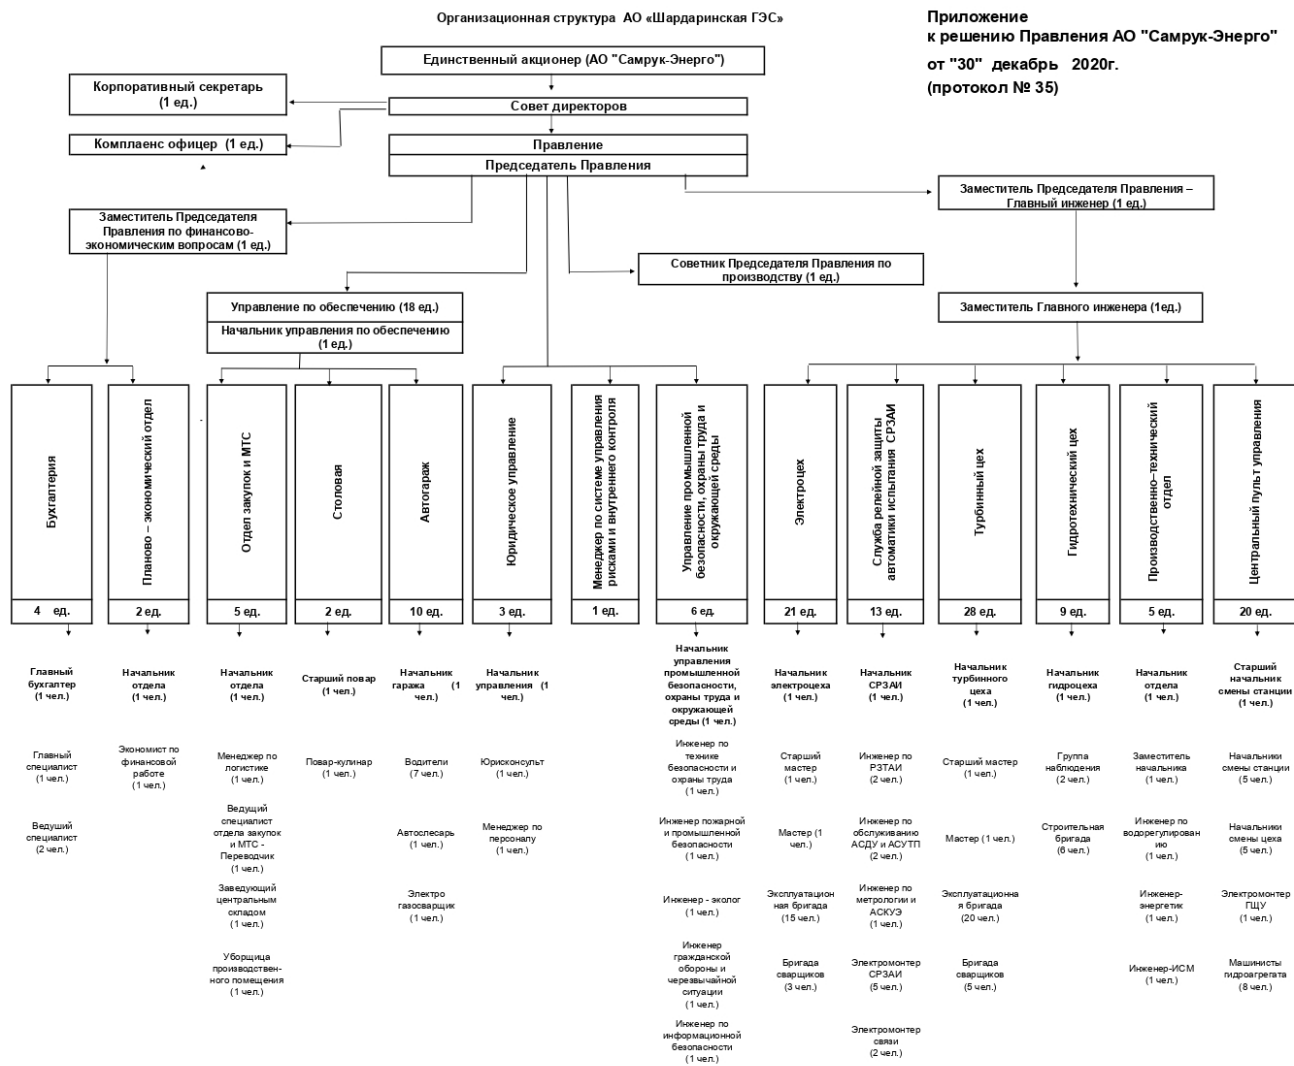 Организационная структура АО «Шардаринская ГЭС»
Приложение
к решению Правления АО "Самрук-Энерго"
от "30" декабрь 2020г.
(протокол № 35)
Единственный акционер (АО "Самрук-Энерго")
Корпоративный секретарь
(1 ед.)
Совет директоров
Комплаенс офицер (1 ед.)
Правление
Председатель Правления
Заместитель Председателя Правления –
Главный инженер (1 ед.)
Заместитель Председателя
Правления по финансово-
экономическим вопросам (1 ед.)
Советник Председателя Правления по
производству (1 ед.)
Управление по обеспечению (18 ед.)
Начальник управления по обеспечению
(1 ед.)
Заместитель Главного инженера (1ед.)
Бухгалтерия
Планово – экономический отдел
Отдел закупок и МТС
Столовая
Автогараж
Юридическое управление
Менеджер по системе управления
рисками и внутреннего контроля
Управление промышленной
безопасности, охраны труда и
окружающей среды
Электроцех
Служба релейной защиты
автоматики испытания СРЗАИ
Турбинный цех
Гидротехнический цех
Производственно–технический
отдел
Центральный пульт управления
4 ед.
2 ед.
5 ед.
2 ед.
10 ед.
3 ед.
1 ед.
6 ед.
21 ед.
13 ед.
28 ед.
9 ед.
5 ед.
20 ед.
Главный
бухгалтер
(1 чел.)
Начальник
отдела
(1 чел.)
Начальник
отдела
(1 чел.)
Старший повар
(1 чел.)
Начальник
гаража (1
чел.)
Начальник
управления (1
чел.)
Начальник
управления
промышленной
безопасности,
охраны труда и
окружающей
среды (1 чел.)
Начальник
электроцеха
(1 чел.)
Начальник
СРЗАИ
(1 чел.)
Начальник
турбинного
цеха
(1 чел.)
Начальник
гидроцеха
(1 чел.)
Начальник
отдела
(1 чел.)
Старший
начальник
смены станции
(1 чел.)
Главный
специалист
(1 чел.)
Экономист по
финансовой
работе
(1 чел.)
Менеджер по
логистике
(1 чел.)
Повар-кулинар
(1 чел.)
Водители
(7 чел.)
Юрисконсульт
(1 чел.)
Инженер по
технике
безопасности и
охраны труда
(1 чел.)
Старший
мастер
(1 чел.)
Инженер по
РЗТАИ
(2 чел.)
Старший мастер
(1 чел.)
Группа
наблюдения
(2 чел.)
Заместитель
начальника
(1 чел.)
Начальники
смены станции
(5 чел.)
Ведуший
специалист
(2 чел.)
Ведущий
специалист
отдела закупок
и МТС -
Переводчик
(1 чел.)
Автослесарь
(1 чел.)
Менеджер по
персоналу
(1 чел.)
Инженер пожарной
и промышленной
безопасности
(1 чел.)
Мастер (1
чел.)
Инженер по
обслуживанию
АСДУ и АСУТП
(2 чел.)
Мастер (1 чел.)
Строительная
бригада
(6 чел.)
Инженер по
водорегулирован
ию
(1 чел.)
Начальники
смены цеха
(5 чел.)
Заведующий
центральным
складом
(1 чел.)
Электро
газосварщик
(1 чел.)
Инженер - эколог
(1 чел.)
Эксплуатацион
ная бригада
(15 чел.)
Инженер по
метрологии и
АСКУЭ
(1 чел.)
Эксплуатационна
я бригада
(20 чел.)
Инженер-
энергетик
(1 чел.)
Электромонтер
ГЩУ
(1 чел.)
Уборщица
производствен-
ного помещения
(1 чел.)
Инженер
гражданской
обороны и
черезвычайной
ситуации
(1 чел.)
Бригада
сварщиков
(3 чел.)
Электромонтер
СРЗАИ
(5 чел.)
Бригада
сварщиков
(5 чел.)
Инженер-ИСМ
(1 чел.)
Машинисты
гидроагрегата
(8 чел.)
Инженер по
информационной
безопасности
(1 чел.)
Электромонтер
связи
(2 чел.)